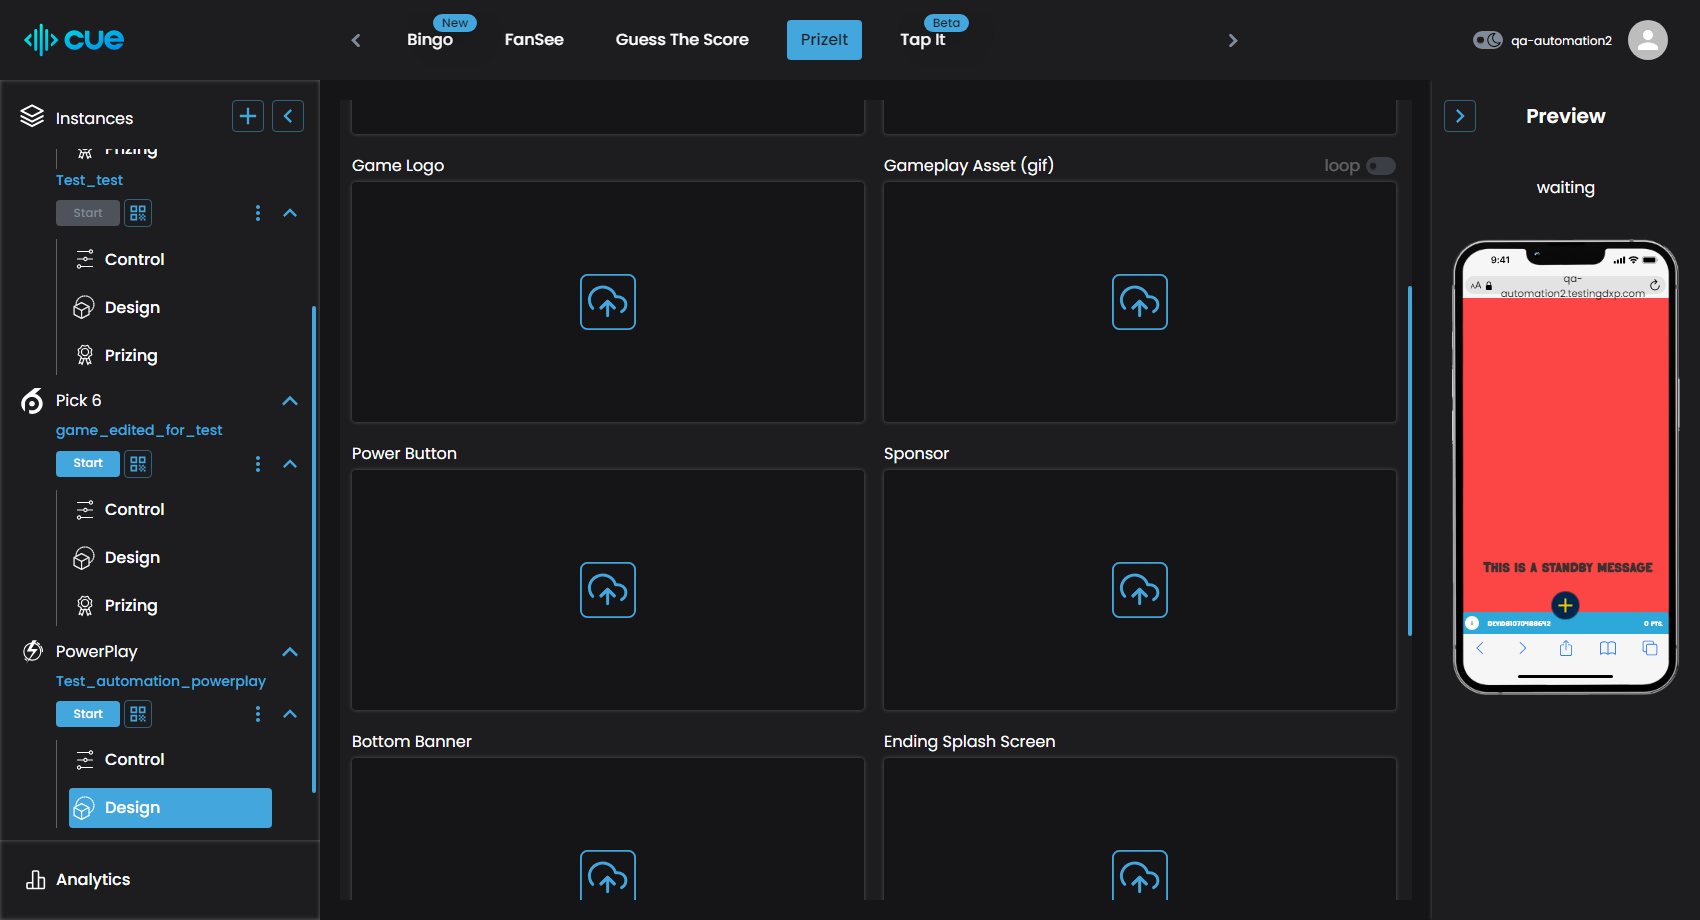 cue
New
Bingo
FanSee
Guess The Score
PrizeIt
Beta
Tap It
qa-automation2
Instances
Prizing
Test_test
Start
Control
Design
Prizing
Pick 6
game_edited_for_test
Start
Control
Design
Prizing
PowerPlay
Test_automation_powerplay
Start
Control
Design
Analytics
Game Logo
Gameplay Asset (gif)
loop
Power Button
Sponsor
Bottom Banner
Ending Splash Screen
Preview
waiting
9:41
AA
qa-
automation2.testingdxp.com
This is a standby message
0 PTS.